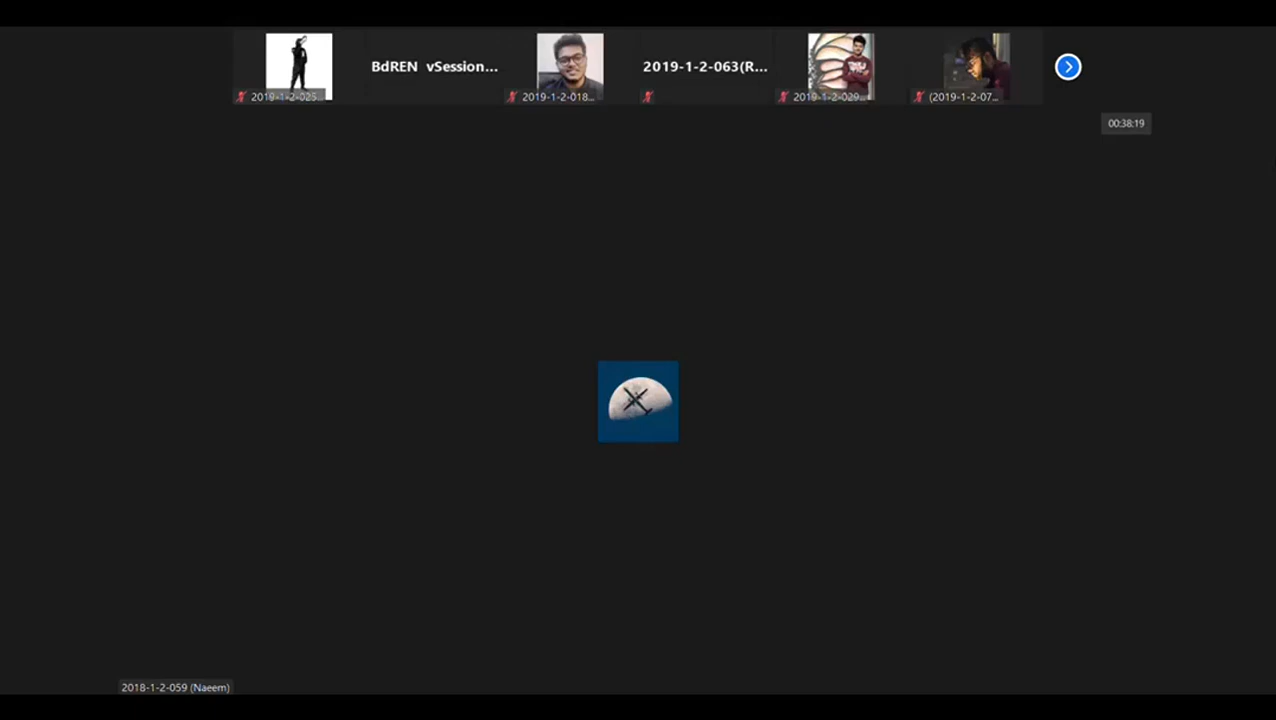 BdREN vSession...
2019-1-2-063(R...
2019-1-2-025...
2019-1-2-018...
2019-1-2-029...
(2019-1-2-07...
00:38:19
2018-1-2-059 (Naeem)